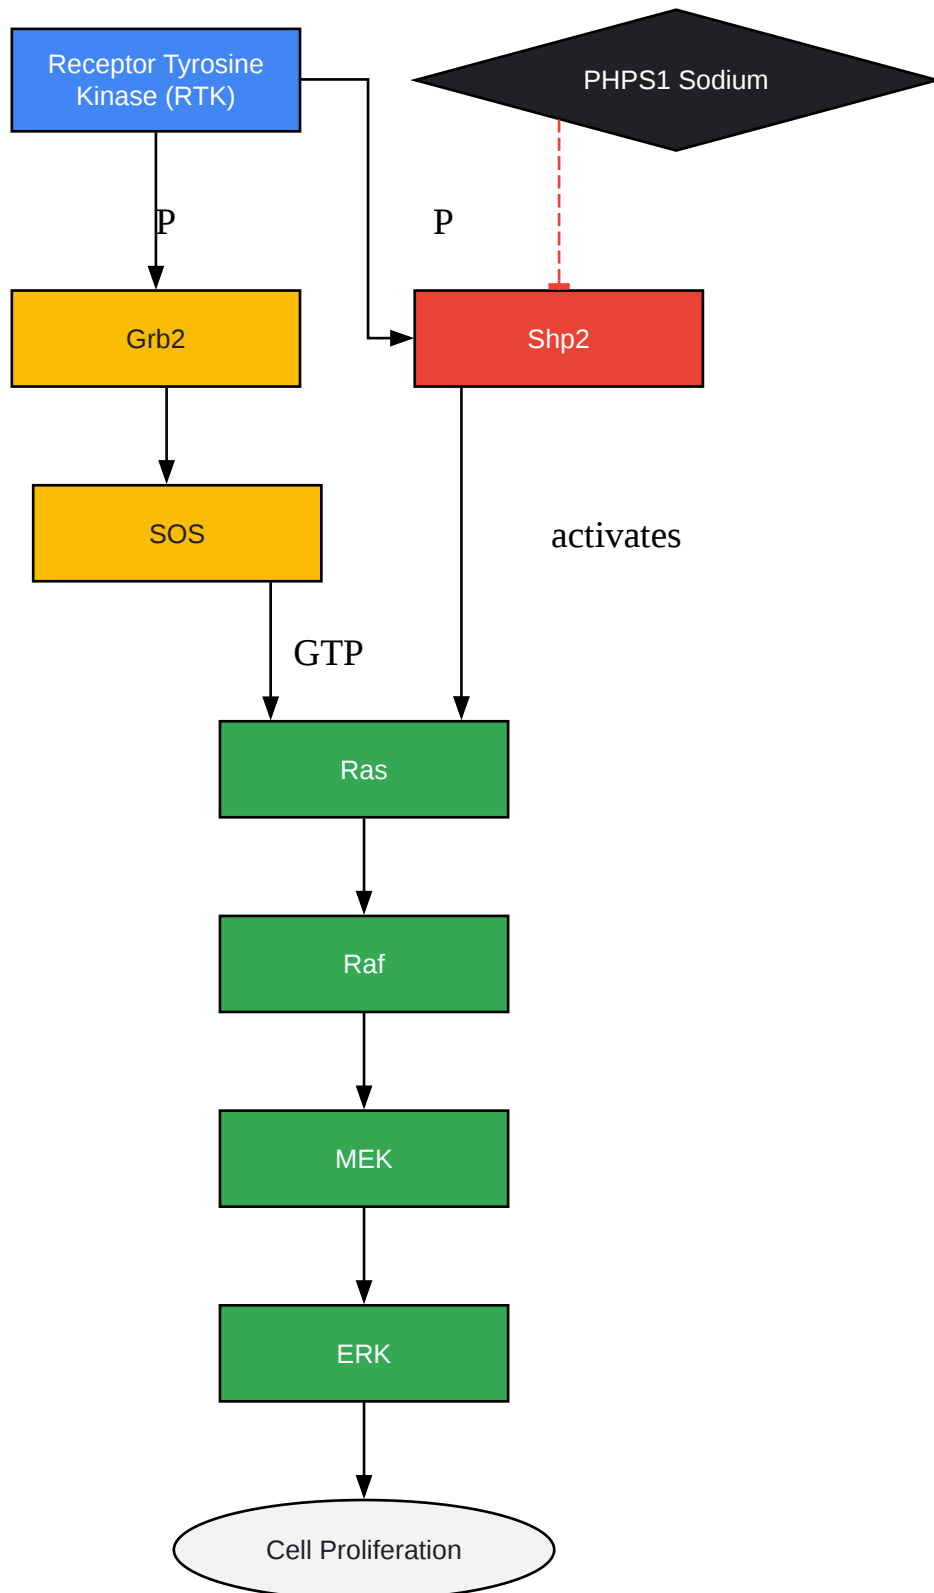 Receptor Tyrosine
Kinase (RTK)
PHPS1 Sodium
P
P
Grb2
Shp2
SOS
activates
GTP
Ras
Raf
MEK
ERK
Cell Proliferation